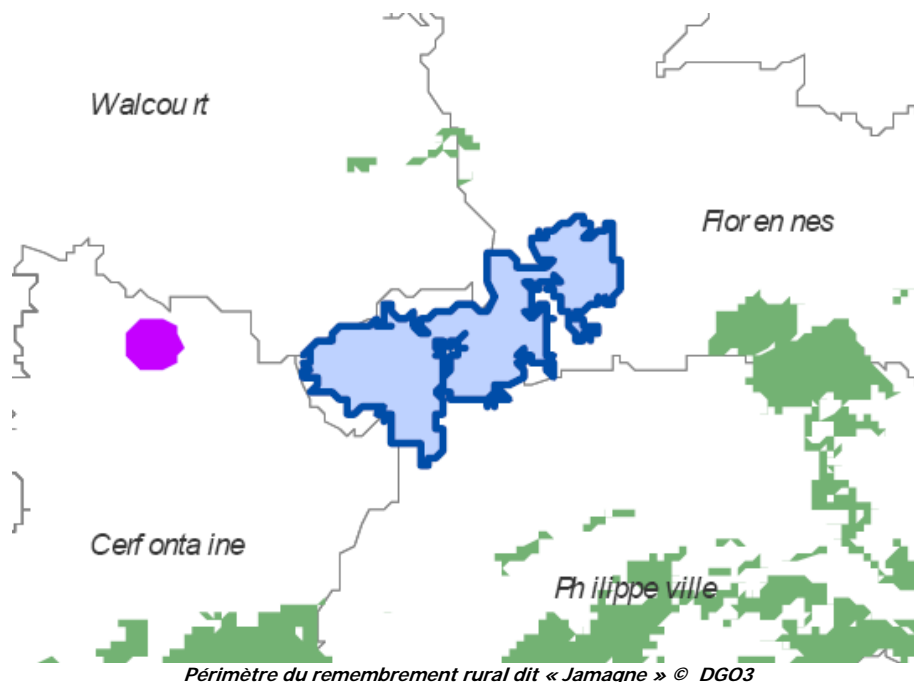 Walcourt
Florennes
Cerfontaine
Philippeville
Périmètre du remembrement rural dit « Jamagne » © DGO3